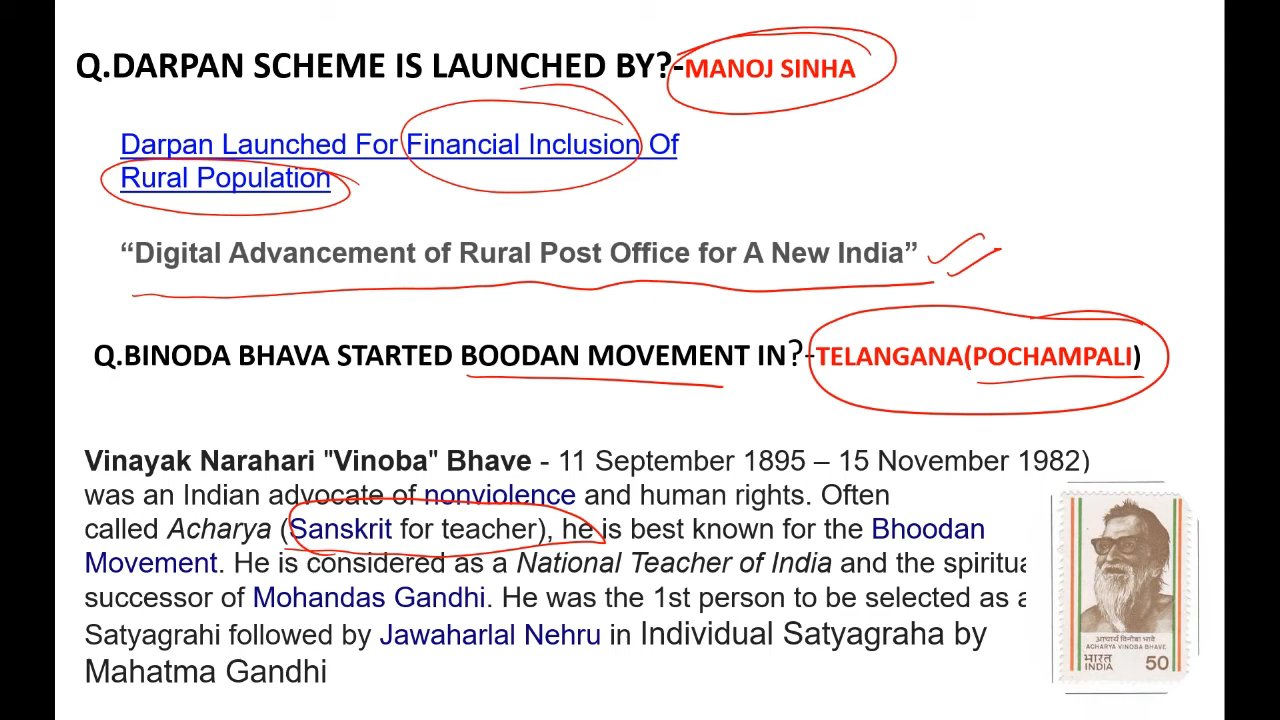 Q.DARPAN SCHEME IS LAUNCHED BY?-MANOJ SINHA
Darpan Launched For Financial Inclusion Of
Rural Population
“Digital Advancement of Rural Post Office for A New India”
Q.BINODA BHAVA STARTED BOODAN MOVEMENT IN?-TELANGANA(POCHAMPALI)
Vinayak Narahari "Vinoba" Bhave - 11 September 1895 – 15 November 1982)
was an Indian advocate of nonviolence and human rights. Often
called Acharya (Sanskrit for teacher), he is best known for the Bhoodan
Movement. He is considered as a National Teacher of India and the
successor of Mohandas Gandhi. He was the 1st person to be selected as
Satyagrahi followed by Jawaharlal Nehru in Individual Satyagraha by
Mahatma Gandhi
आचार्य विनोबा भावे
ACHARYA VINOBA BHAVE
भारत
INDIA 50